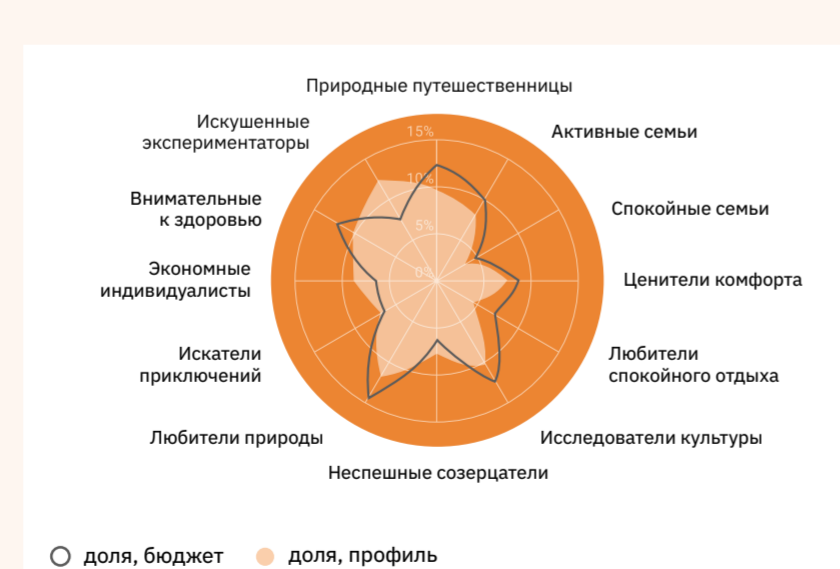 Природные путешественницы
Искушенные
экспериментаторы
Активные семьи
15%
10%
5%
0%
Внимательные
к здоровью
Спокойные семьи
Экономные
индивидуалисты
Ценители комфорта
Искатели
приключений
Любители
спокойного отдыха
Любители природы
Исследователи культуры
Неспешные созерцатели
доля, бюджет
доля, профиль